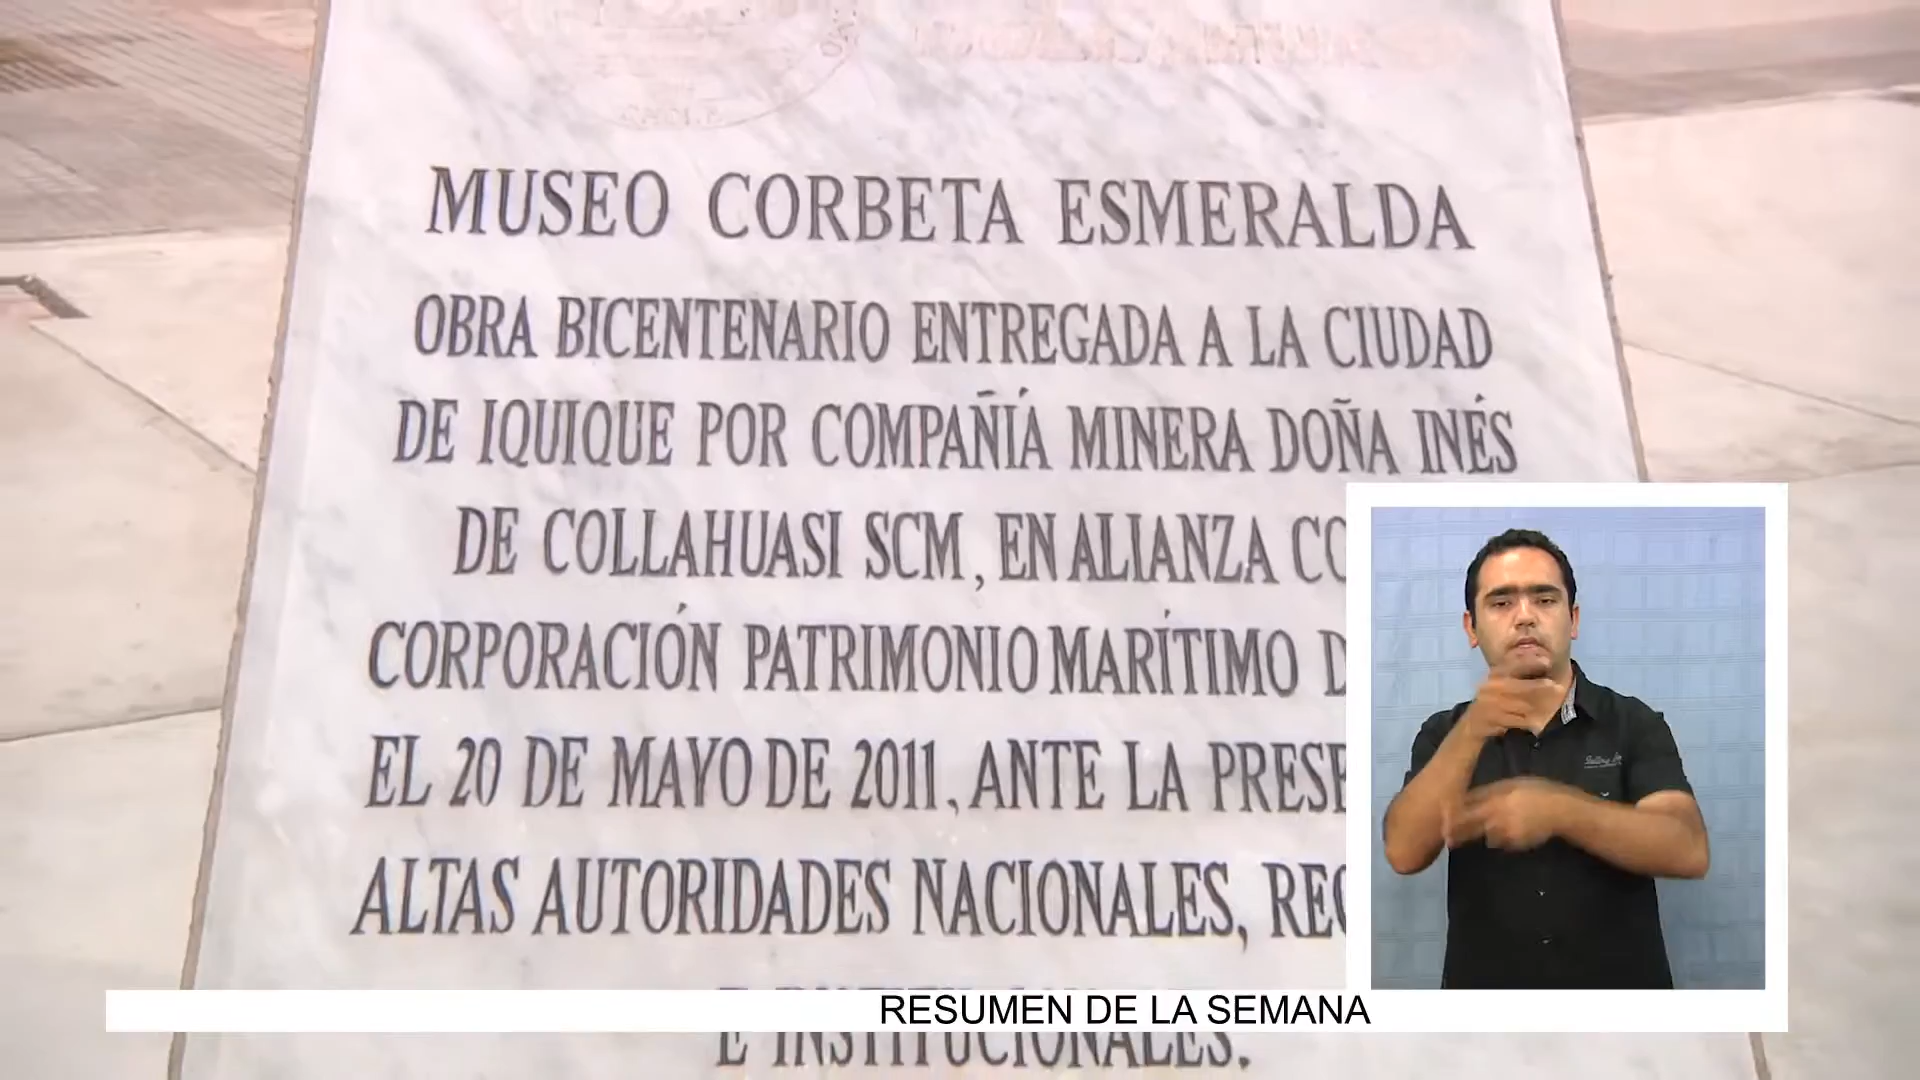 MUSEO CORBETA ESMERALDA
OBRA BICENTENARIO ENTREGADA A LA CIUDAD
DE IQUIQUE POR COMPAÑÍA MINERA DOÑA INÉS
DE COLLAHUASI SCM, EN ALIANZA
CORPORACIÓN PATRIMONIO MARÍTIMO
EL 20 DE MAYO DE 2011, ANTE LA
ALTAS AUTORIDADES NACIONALES,
E INSTITUCIONALES.
RESUMEN DE LA SEMANA